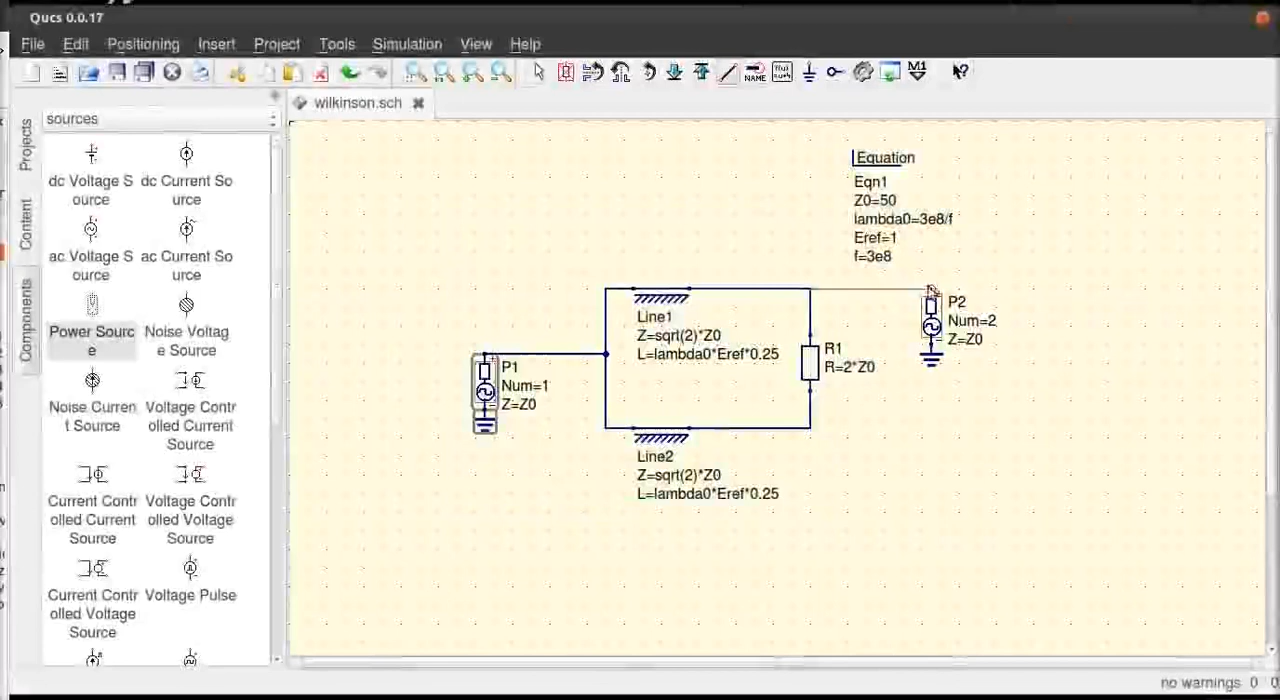 Qucs 0.0.17
File Edit Positioning Insert Project Tools Simulation View Help
NAME
M1
wilkinson.sch
Projects
Content
Components
sources
dc Voltage S
ource
dc Current So
urce
ac Voltage S
ource
ac Current So
urce
Power Sourc
e
Noise Voltag
e Source
Noise Curren
t Source
Voltage Contr
olled Current
Source
Current Contr
olled Current
Source
Voltage Contr
olled Voltage
Source
Current Contr
olled Voltage
Source
Voltage Pulse
Equation
Eqn1
Z0=50
lambda0=3e8/f
Eref=1
f=3e8
Line1
Z=sqrt(2)*Z0
L=lambda0*Eref*0.25
P1
Num=1
Z=Z0
R1
R=2*Z0
P2
Num=2
Z=Z0
Line2
Z=sqrt(2)*Z0
L=lambda0*Eref*0.25
no warnings 0 : 0